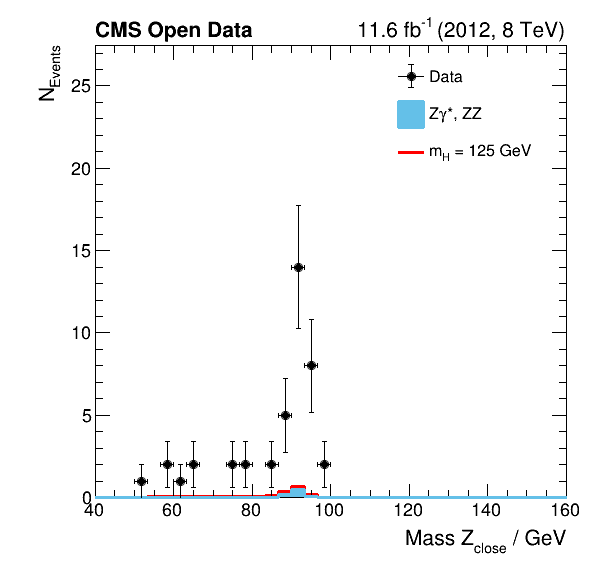 CMS Open Data 11.6 fb⁻¹ (2012, 8 TeV)
N_Events
Data
Zγ*, ZZ
m_H = 125 GeV
25
20
15
10
5
0
40 60 80 100 120 140 160
Mass Z_close / GeV